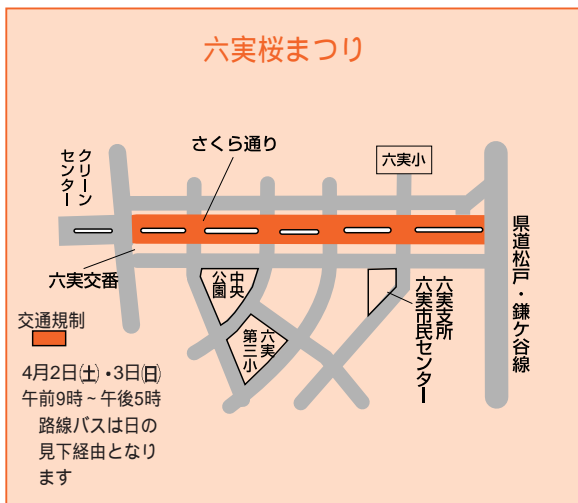 六実桜まつり
さくら通り
六実小
クリーン
センター
六実交番
中央
公園
六実
第三小
六実支所
六実市民センター
県道松戸・鎌ケ谷線
交通規制
4月2日(土)・3日(日)
午前9時～午後5時
路線バスは日の
見下経由となり
ます